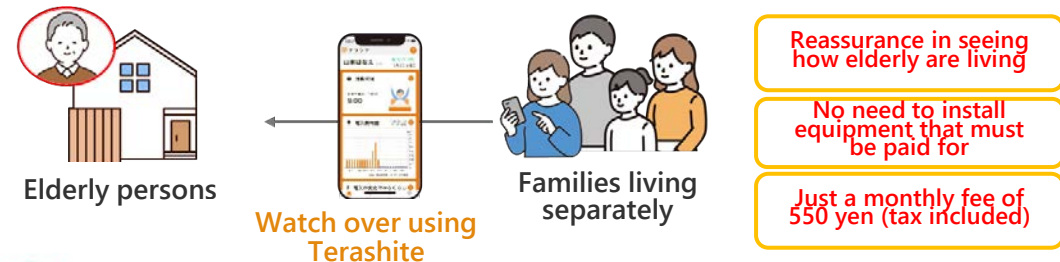 Elderly persons
Watch over using
Terashite
Families living
separately
Reassurance in seeing
how elderly are living
No need to install
equipment that must
be paid for
Just a monthly fee of
550 yen (tax included)